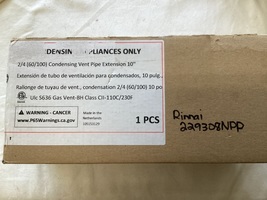 DENSIN PLIANCES ONLY
2/4 (60/100) Condensing Vent Pipe Extension 10"
Extensión de tubo de ventilación para condensados, 10 pulg.
Rallonge de tuyau de vent., condensation 2/4 (60/100) 10 po
Ulc S636 Gas Vent-BH Class CII-110C/230F
WARNING - CANCER
www.P65Warnings.ca.gov
Made in the
Netherlands
1 PCS
Rinnai
229308NPP